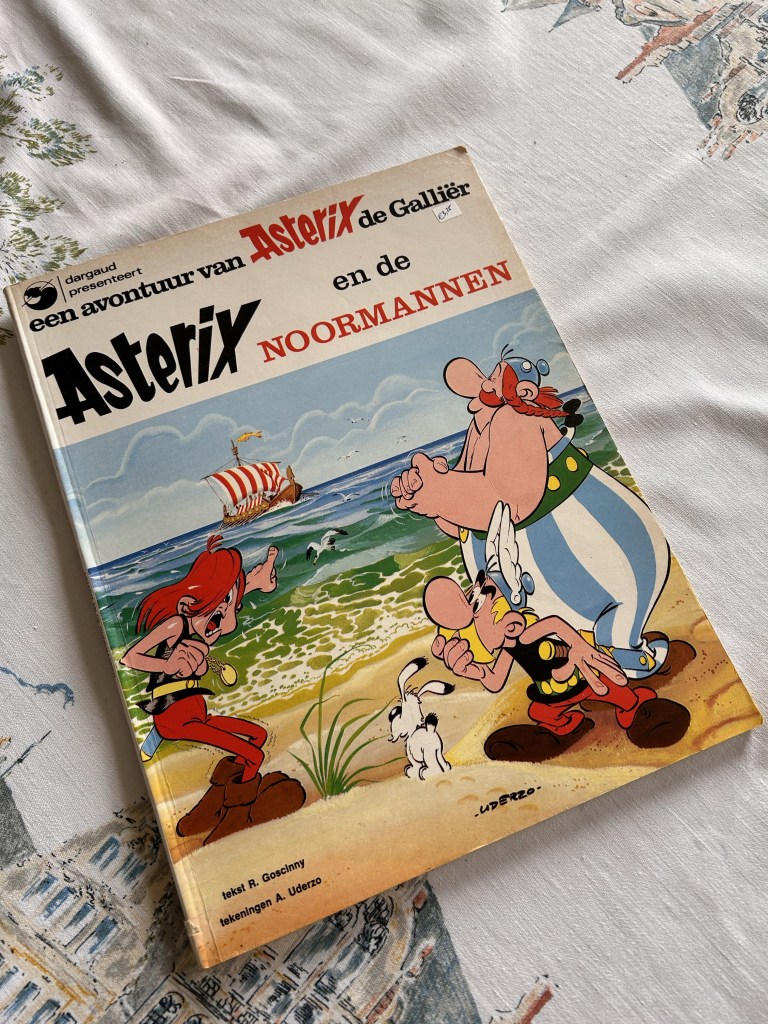 dargaud
presenteert
een avontuur van Asterix de Galliër
Asterix en de
NOORMANNEN
-UDERZO-
tekst R. Goscinny
tekeningen A. Uderzo